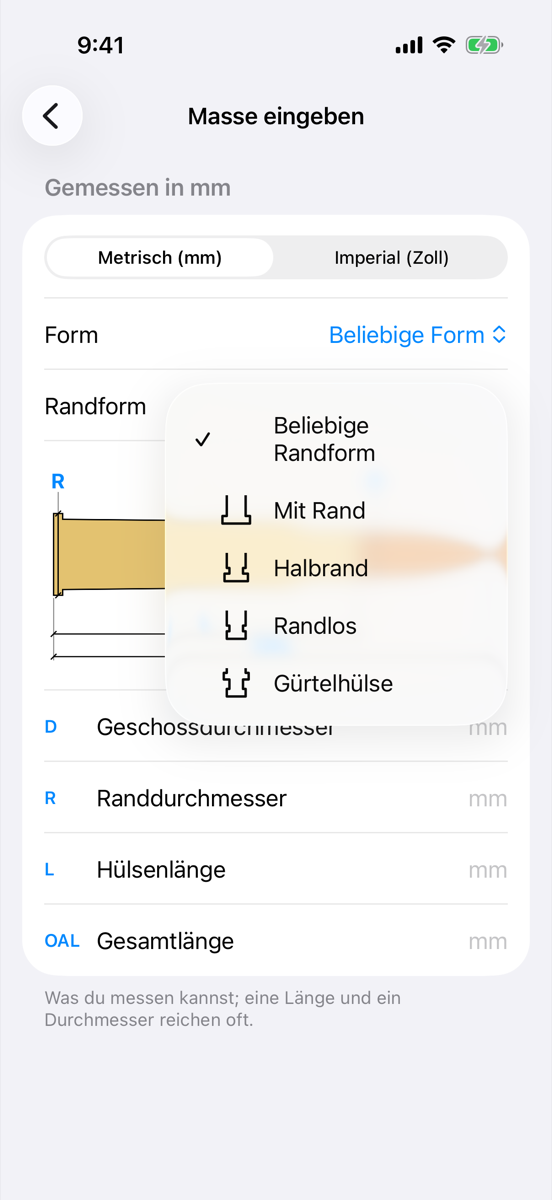 9:41
Masse eingeben
Gemessen in mm
Metrisch (mm)
Imperial (Zoll)
Form
Beliebige Form
Randform
Beliebige
Randform
Mit Rand
Halbrand
Randlos
Gürtelhülse
R
D
Geschossdurchmesser
mm
R
Randdurchmesser
mm
L
Hülsenlänge
mm
OAL
Gesamtlänge
mm
Was du messen kannst; eine Länge und ein
Durchmesser reichen oft.